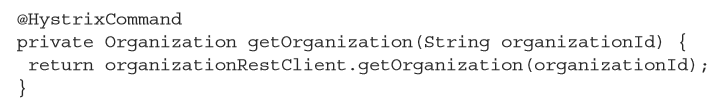 @HystrixCommand
private Organization getOrganization(String organizationId) {
 return organizationRestClient.getOrganization(organizationId);
}